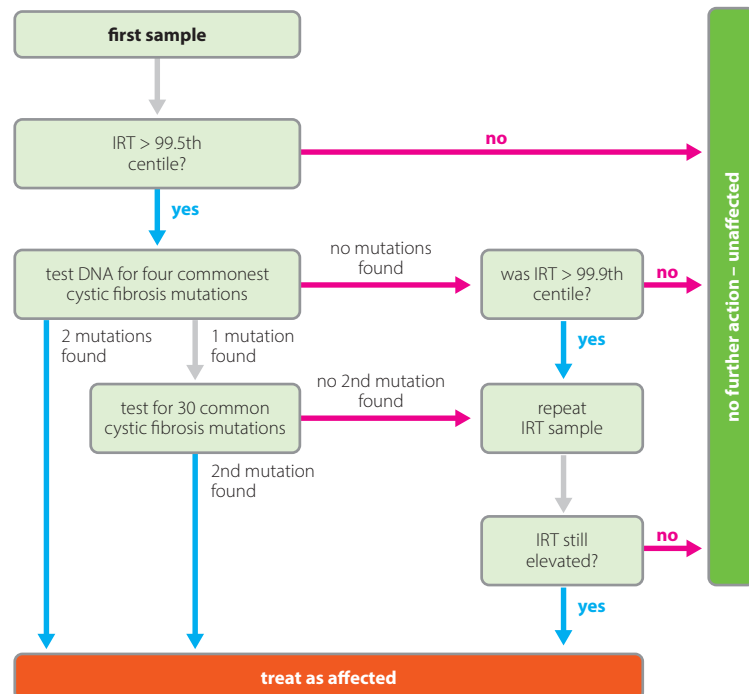 first sample
IRT > 99.5th
centile?
no
yes
test DNA for four commonest
cystic fibrosis mutations
no mutations
found
was IRT > 99.9th
centile?
no
2 mutations
found
1 mutation
found
yes
test for 30 common
cystic fibrosis mutations
no 2nd mutation
found
repeat
IRT sample
2nd mutation
found
IRT still
elevated?
no
yes
no further action – unaffected
treat as affected